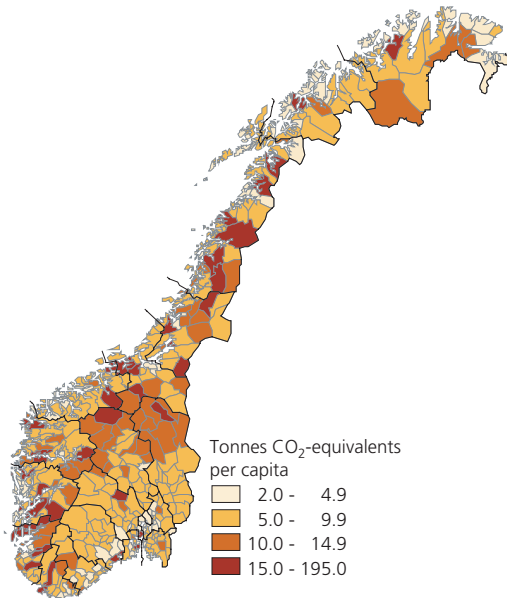 Tonnes CO₂-equivalents
per capita
2.0 - 4.9
5.0 - 9.9
10.0 - 14.9
15.0 - 195.0